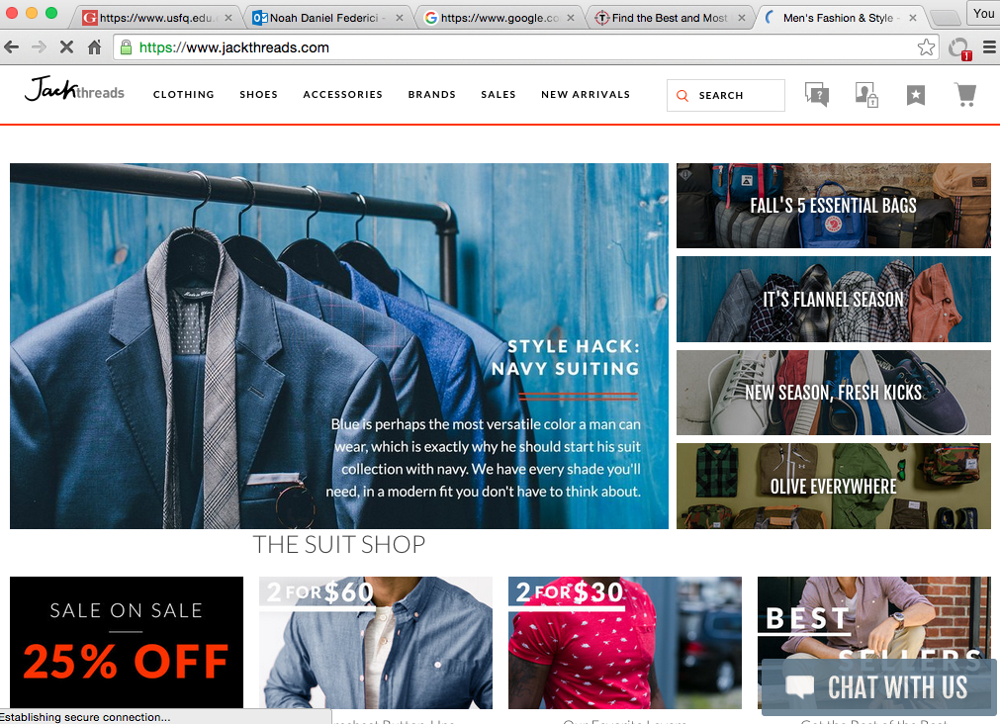 https://www.usfq.edu.
Noah Daniel Federici -
https://www.google.co
Find the Best and Most
Men's Fashion & Style -
You
https://www.jackthreads.com
Jackthreads
CLOTHING
SHOES
ACCESSORIES
BRANDS
SALES
NEW ARRIVALS
SEARCH
STYLE HACK:
NAVY SUITING
Blue is perhaps the most versatile color a man can
wear, which is exactly why he should start his suit
collection with navy. We have every shade you'll
need, in a modern fit you don't have to think about.
FALL'S 5 ESSENTIAL BAGS
IT'S FLANNEL SEASON
NEW SEASON, FRESH KICKS
OLIVE EVERYWHERE
THE SUIT SHOP
SALE ON SALE
25% OFF
2 FOR $60
2 FOR $30
BEST
SELLERS
CHAT WITH US
Establishing secure connection...
Our Favorite Layers
Get the Best of the Best